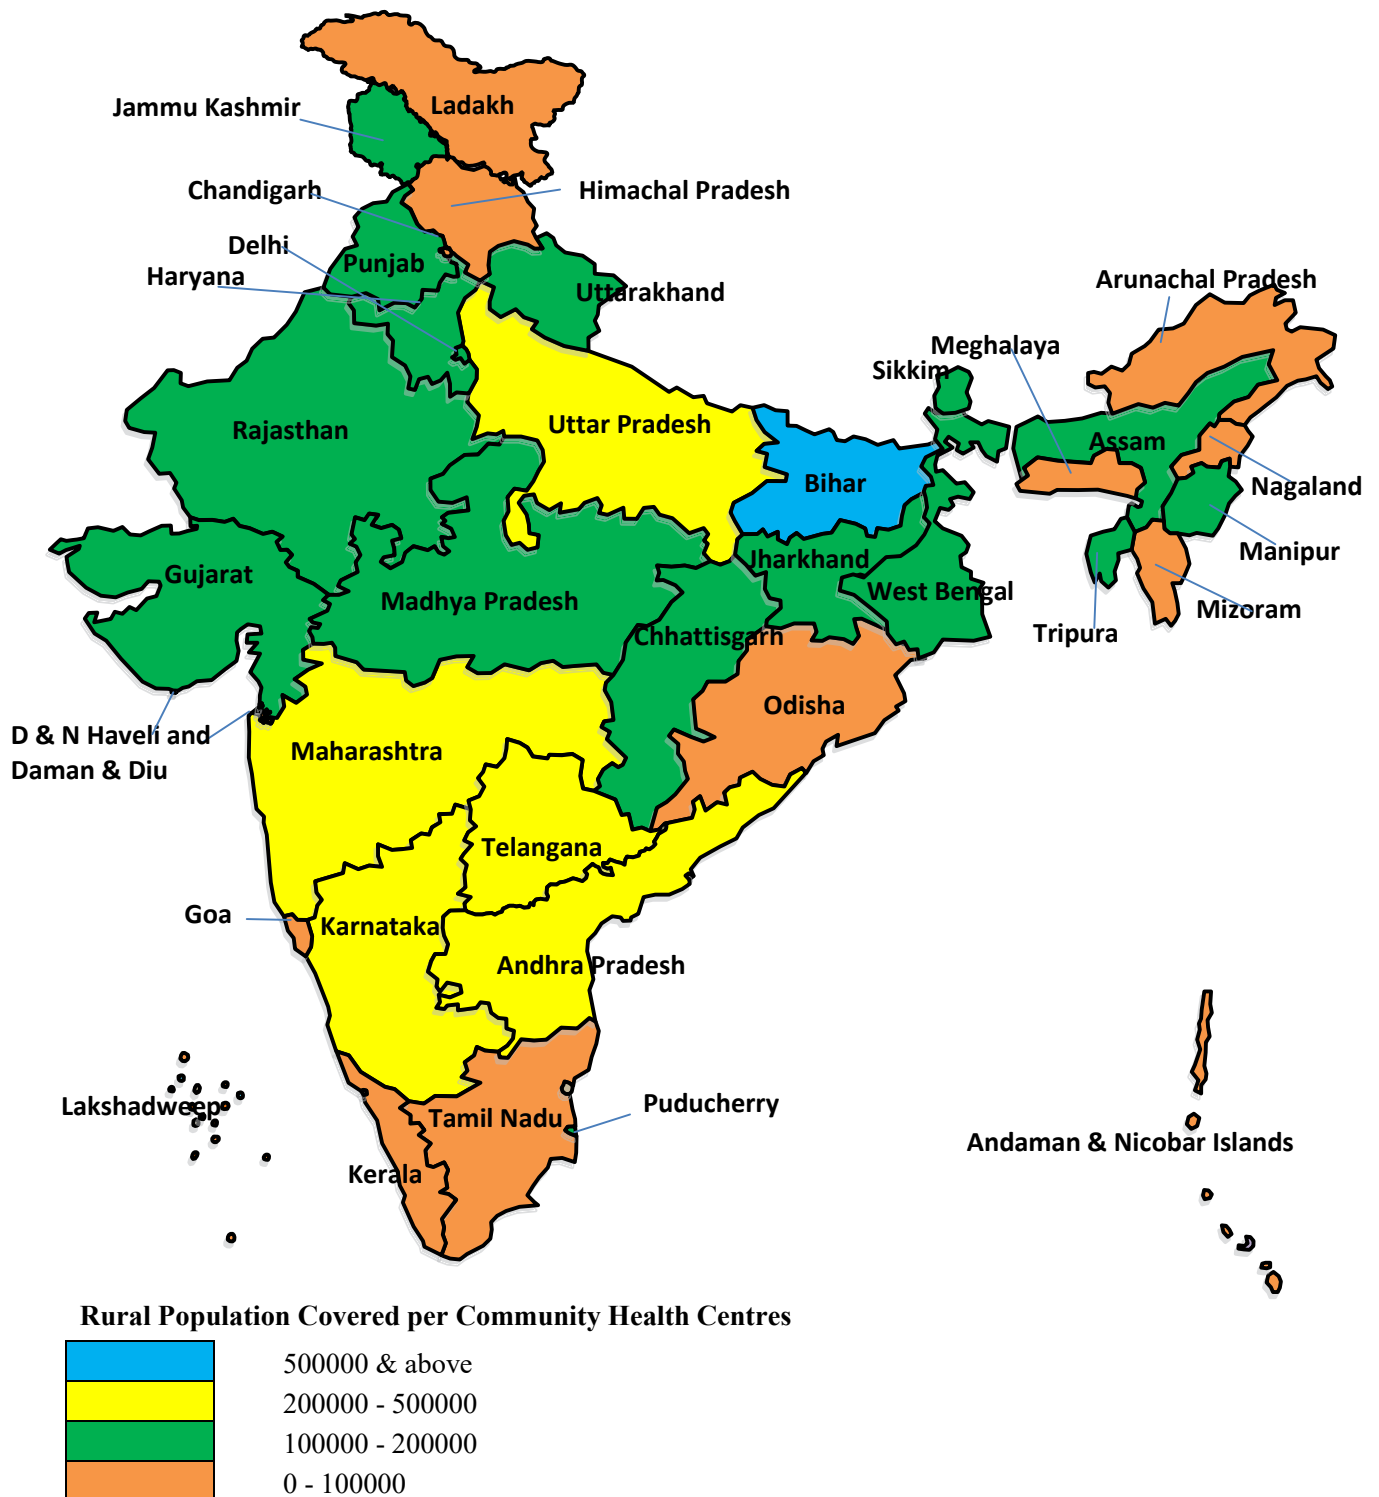 Ladakh
Jammu Kashmir
Chandigarh
Himachal Pradesh
Delhi
Punjab
Haryana
Uttarakhand
Arunachal Pradesh
Meghalaya
Sikkim
Rajasthan
Uttar Pradesh
Assam
Bihar
Nagaland
Manipur
Jharkhand
Gujarat
Madhya Pradesh
West Bengal
Mizoram
Chhattisgarh
Tripura
Odisha
D & N Haveli and
Daman & Diu
Maharashtra
Telangana
Goa
Karnataka
Andhra Pradesh
Lakshadweep
Tamil Nadu
Puducherry
Andaman & Nicobar Islands
Kerala
Rural Population Covered per Community Health Centres
500000 & above
200000 - 500000
100000 - 200000
0 - 100000